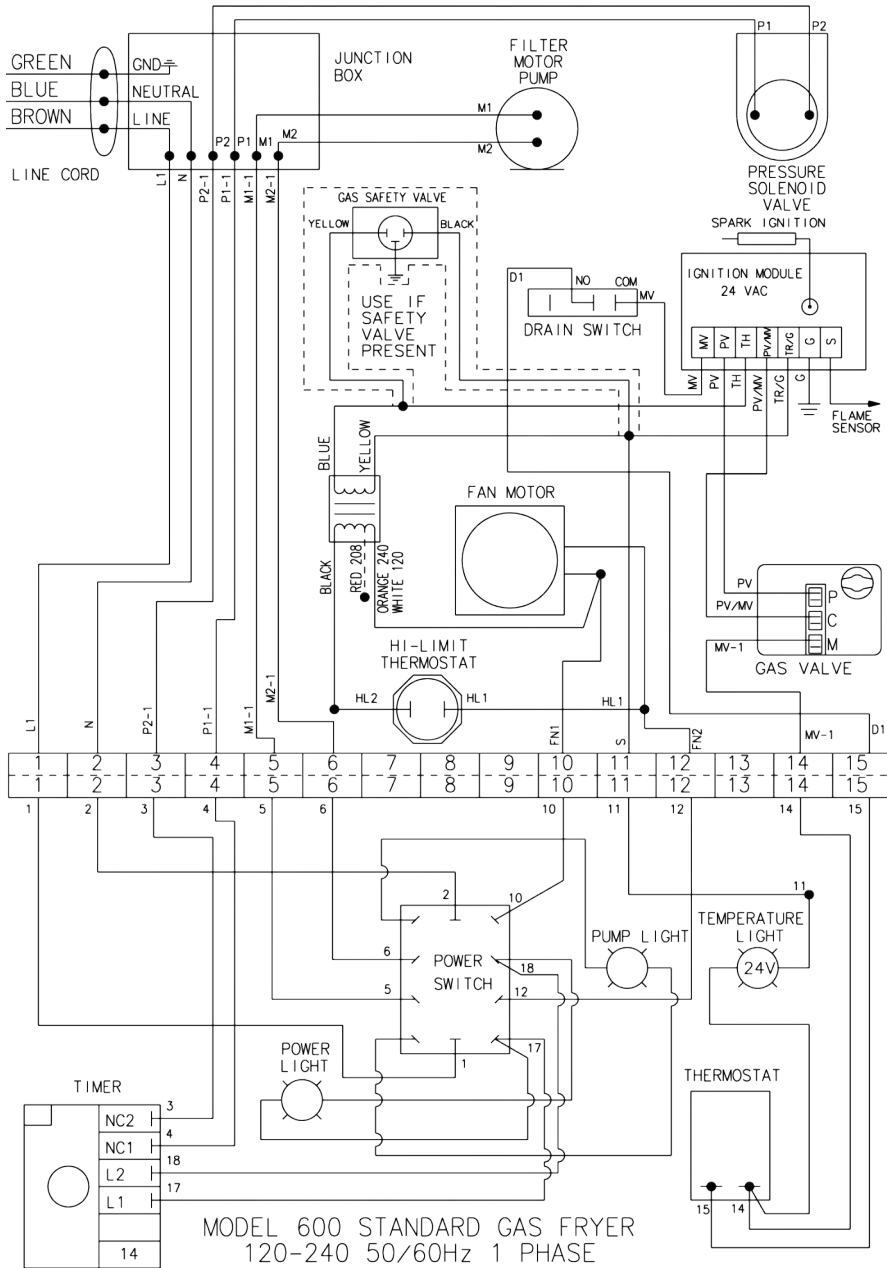 P1
P2
GREEN
GND
JUNCTION
BOX
FILTER
MOTOR
PUMP
BLUE
NEUTRAL
BROWN
LINE
M1
P2
P1
M1
M2
M2
LINE CORD
L1
N
P2-1
P1-1
M1-1
M2-1
PRESSURE
SOLENOID
VALVE
GAS SAFETY VALVE
YELLOW
BLACK
SPARK IGNITION
IGNITION MODULE
24 VAC
D1
NO
COM
MV
USE IF
SAFETY
VALVE
PRESENT
DRAIN SWITCH
MV
PV
TH
PV/MV
TR/G
G
S
MV
PV
TH
PV/MV
TR/G
G
FLAME
SENSOR
BLUE
YELLOW
FAN MOTOR
BLACK
RED 208
ORANGE 240
WHITE 120
PV
P
PV/MV
C
MV-1
M
GAS VALVE
HI-LIMIT
THERMOSTAT
HL2
HL1
HL1
L1
N
P2-1
P1-1
M1-1
M2-1
FN1
S
FN2
MV-1
D1
1 2 3 4 5 6 7 8 9 10 11 12 13 14 15
1 2 3 4 5 6 7 8 9 10 11 12 13 14 15
1 2 3 4 5 6 10 11 12 14 15
2
10
11
6
POWER
SWITCH
18
PUMP LIGHT
TEMPERATURE
LIGHT
24V
5
12
1
17
POWER
LIGHT
THERMOSTAT
TIMER
NC2
3
NC1
4
L2
18
L1
17
14
15
14
MODEL 600 STANDARD GAS FRYER
120-240 50/60Hz 1 PHASE